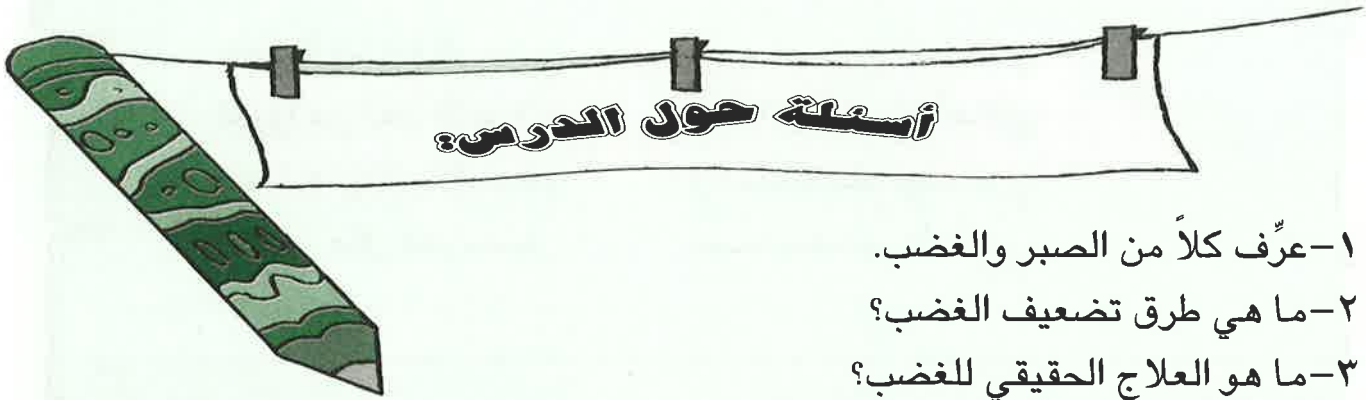 أسئلة حول الدرس:
١-عرِّف كلاً من الصبر والغضب.
٢-ما هي طرق تضعيف الغضب؟
٣-ما هو العلاج الحقيقي للغضب؟